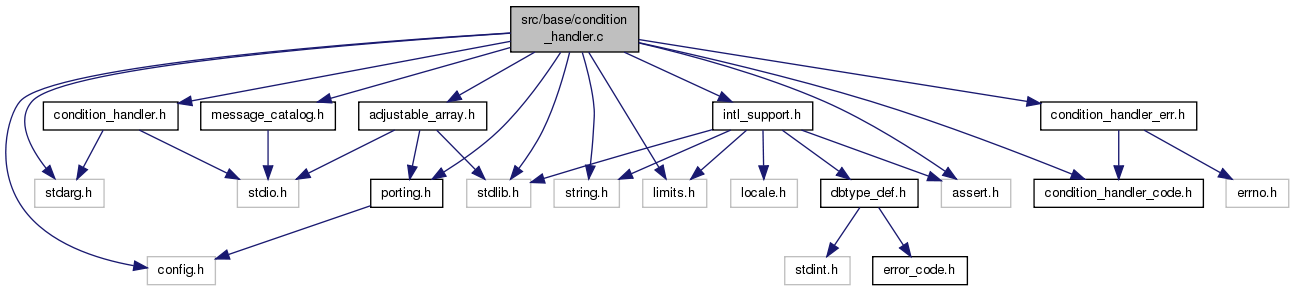 src/base/condition
_handler.c
condition_handler.h
message_catalog.h
adjustable_array.h
intl_support.h
condition_handler_err.h
stdarg.h
stdio.h
porting.h
stdlib.h
string.h
limits.h
locale.h
dbtype_def.h
assert.h
condition_handler_code.h
errno.h
config.h
stdint.h
error_code.h